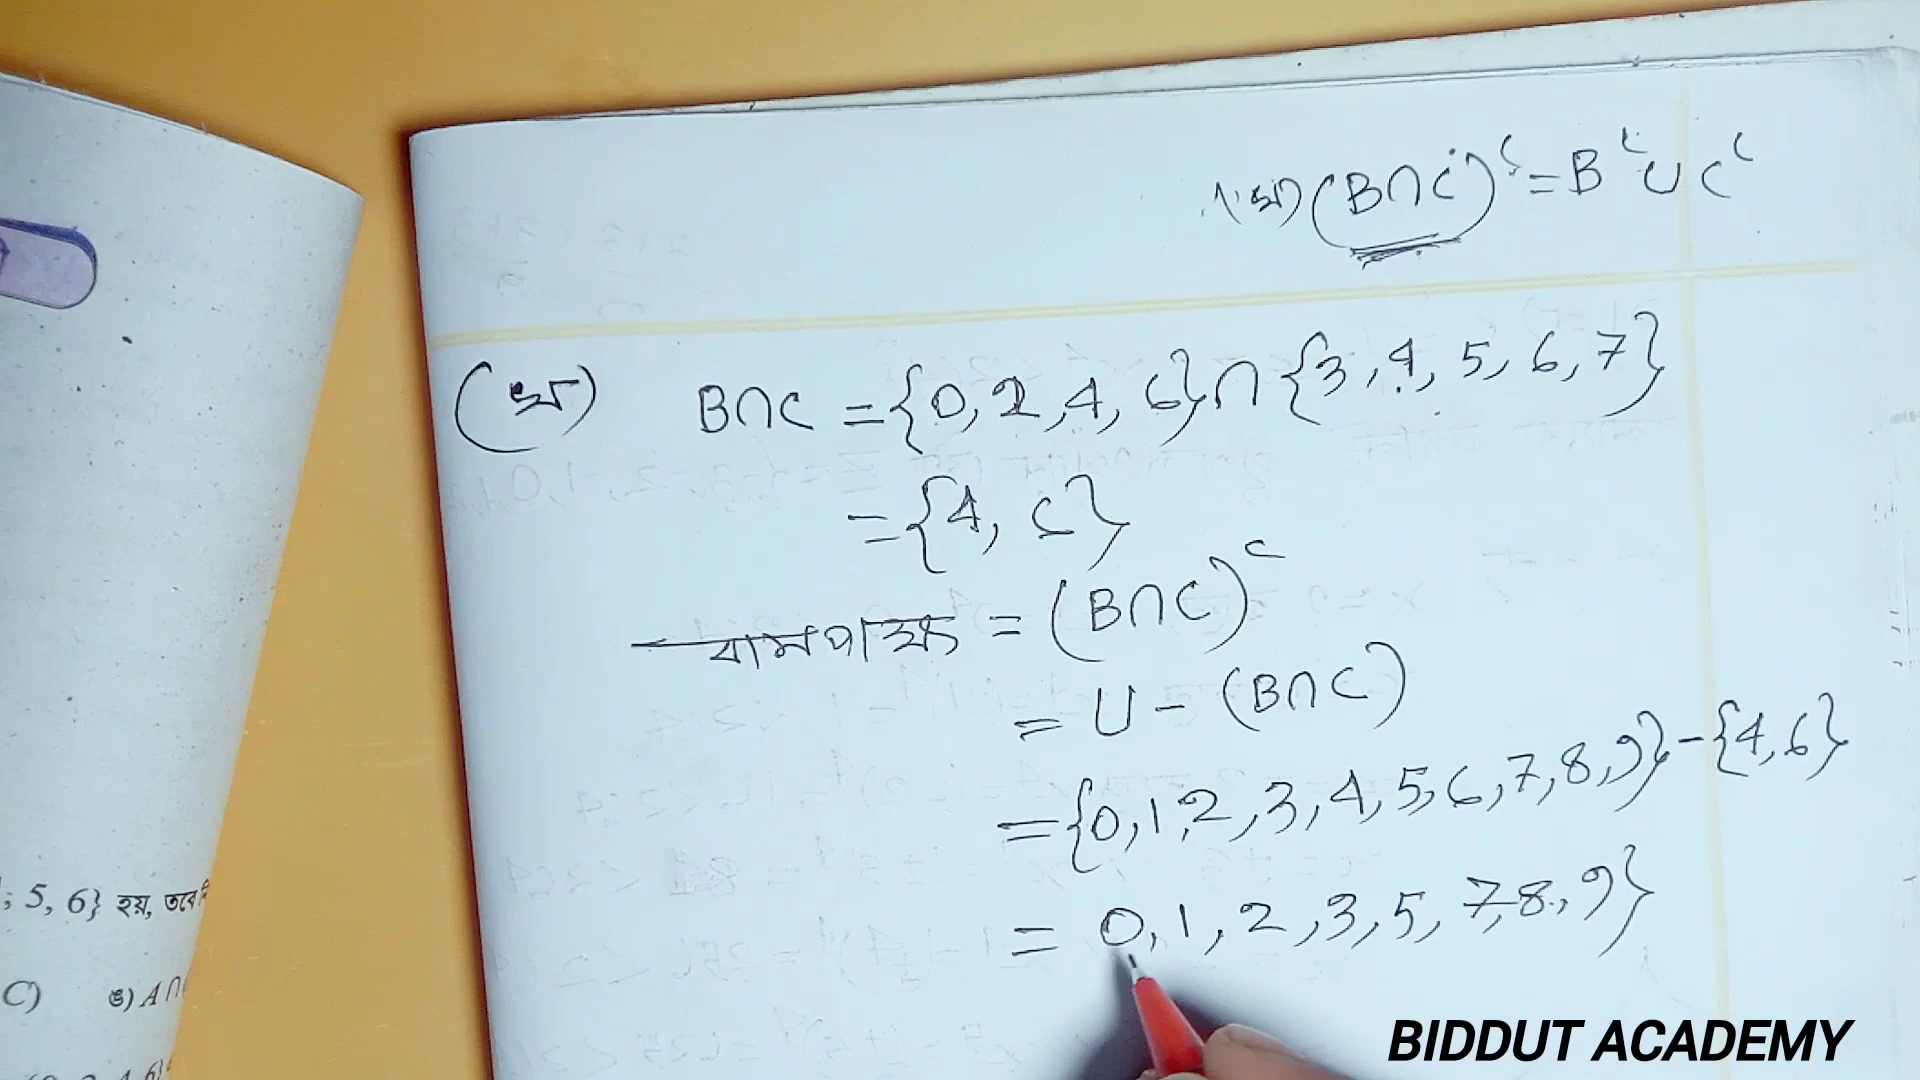 (খ) (B∩C)ᶜ = Bᶜ∪Cᶜ
(খ) B∩C = {0, 2, 4, 6} ∩ {3, 4, 5, 6, 7}
= {4, 6}
বামপক্ষ = (B∩C)ᶜ
= U - (B∩C)
= {0, 1, 2, 3, 4, 5, 6, 7, 8, 9} - {4, 6}
= 0, 1, 2, 3, 5, 7, 8, 9}
; 5, 6} হয়, তবে
C) ঙ) A∩
BIDDUT ACADEMY